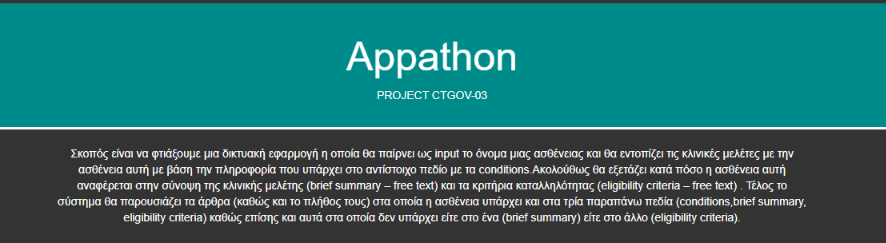 Appathon
PROJECT CTGOV-03
Σκοπός είναι να φτιάξουμε μια δικτυακή εφαρμογή η οποία θα παίρνει ως input το όνομα μιας ασθένειας και θα εντοπίζει τις κλινικές μελέτες με την
ασθένεια αυτή με βάση την πληροφορία που υπάρχει στο αντίστοιχο πεδίο με τα conditions.Ακολούθως θα εξετάζει κατά πόσο η ασθένεια αυτή
αναφέρεται στην σύνοψη της κλινικής μελέτης (brief summary – free text) και τα κριτήρια καταλληλότητας (eligibility criteria – free text) . Τέλος το
σύστημα θα παρουσιάζει τα άρθρα (καθώς και το πλήθος τους) στα οποία η ασθένεια υπάρχει και στα τρία παραπάνω πεδία (conditions,brief summary,
eligibility criteria) καθώς επίσης και αυτά στα οποία δεν υπάρχει είτε στο ένα (brief summary) είτε στο άλλο (eligibility criteria).